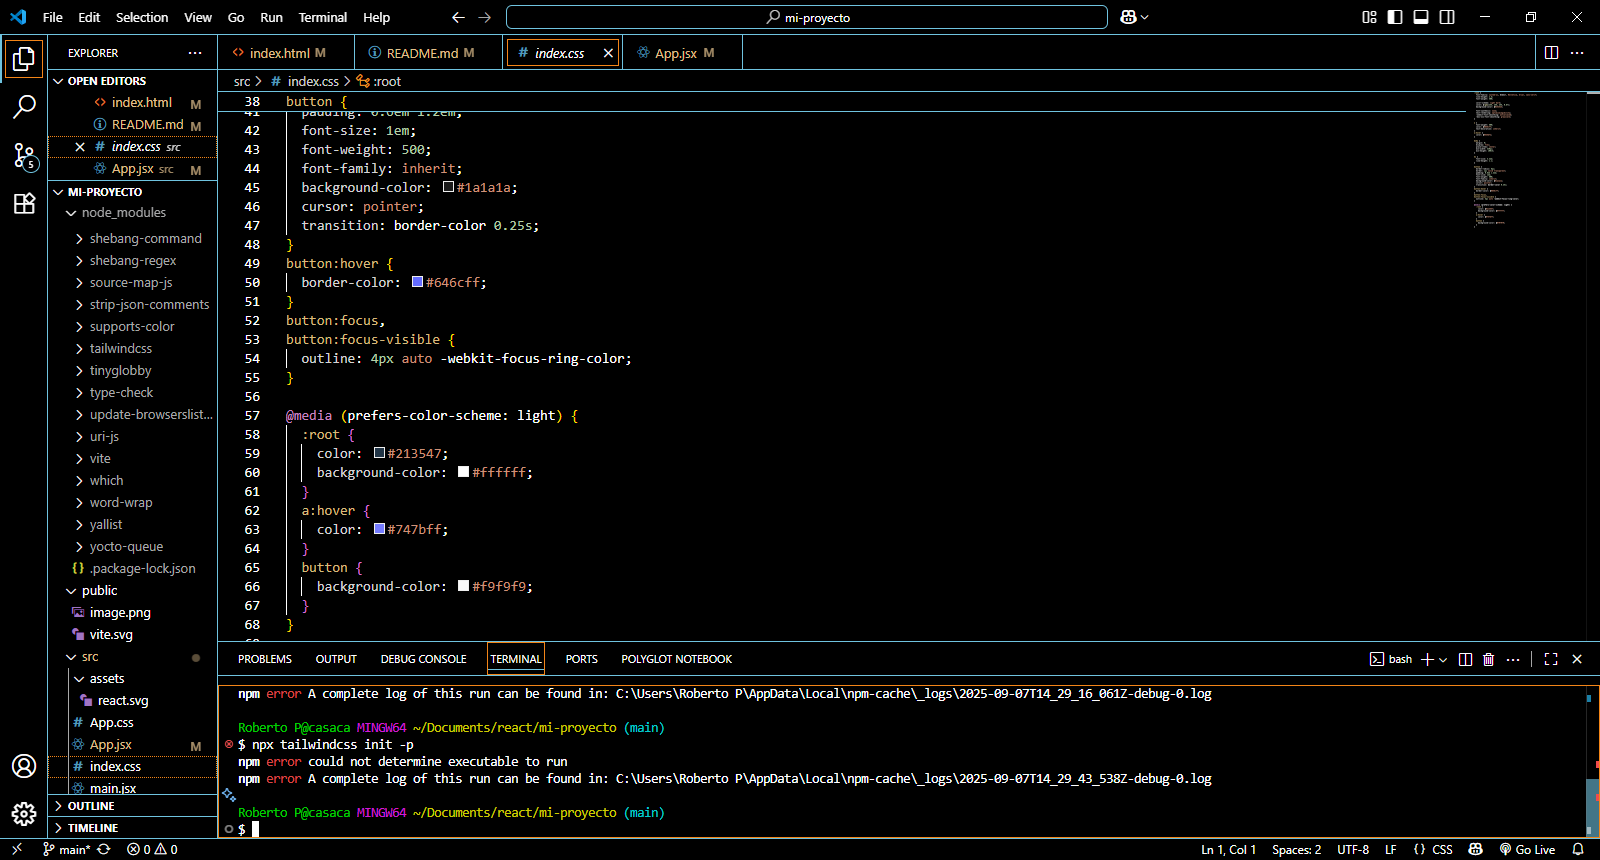 File Edit Selection View Go Run Terminal Help
mi-proyecto
EXPLORER
index.html M
README.md M
index.css
App.jsx M
OPEN EDITORS
index.html M
README.md M
index.css src
App.jsx src M
MI-PROYECTO
node_modules
shebang-command
shebang-regex
source-map-js
strip-json-comments
supports-color
tailwindcss
tinyglobby
type-check
update-browserslist...
uri-js
vite
which
word-wrap
yallist
yocto-queue
.package-lock.json
public
image.png
vite.svg
src
assets
react.svg
App.css
App.jsx M
index.css
main.jsx
OUTLINE
TIMELINE
5
src > # index.css > :root
38 button {
41 padding: 0.6em 1.2em;
42 font-size: 1em;
43 font-weight: 500;
44 font-family: inherit;
45 background-color: #1a1a1a;
46 cursor: pointer;
47 transition: border-color 0.25s;
48 }
49 button:hover {
50 border-color: #646cff;
51 }
52 button:focus,
53 button:focus-visible {
54 outline: 4px auto -webkit-focus-ring-color;
55 }
56
57 @media (prefers-color-scheme: light) {
58 :root {
59 color: #213547;
60 background-color: #ffffff;
61 }
62 a:hover {
63 color: #747bff;
64 }
65 button {
66 background-color: #f9f9f9;
67 }
68 }
PROBLEMS OUTPUT DEBUG CONSOLE TERMINAL PORTS POLYGLOT NOTEBOOK
bash
npm error A complete log of this run can be found in: C:\Users\Roberto P\AppData\Local\npm-cache\_logs\2025-09-07T14_29_16_061Z-debug-0.log
Roberto P@casaca MINGW64 ~/Documents/react/mi-proyecto (main)
$ npx tailwindcss init -p
npm error could not determine executable to run
npm error A complete log of this run can be found in: C:\Users\Roberto P\AppData\Local\npm-cache\_logs\2025-09-07T14_29_43_538Z-debug-0.log
Roberto P@casaca MINGW64 ~/Documents/react/mi-proyecto (main)
$
main* 0 0
Ln 1, Col 1 Spaces: 2 UTF-8 LF {} CSS Go Live